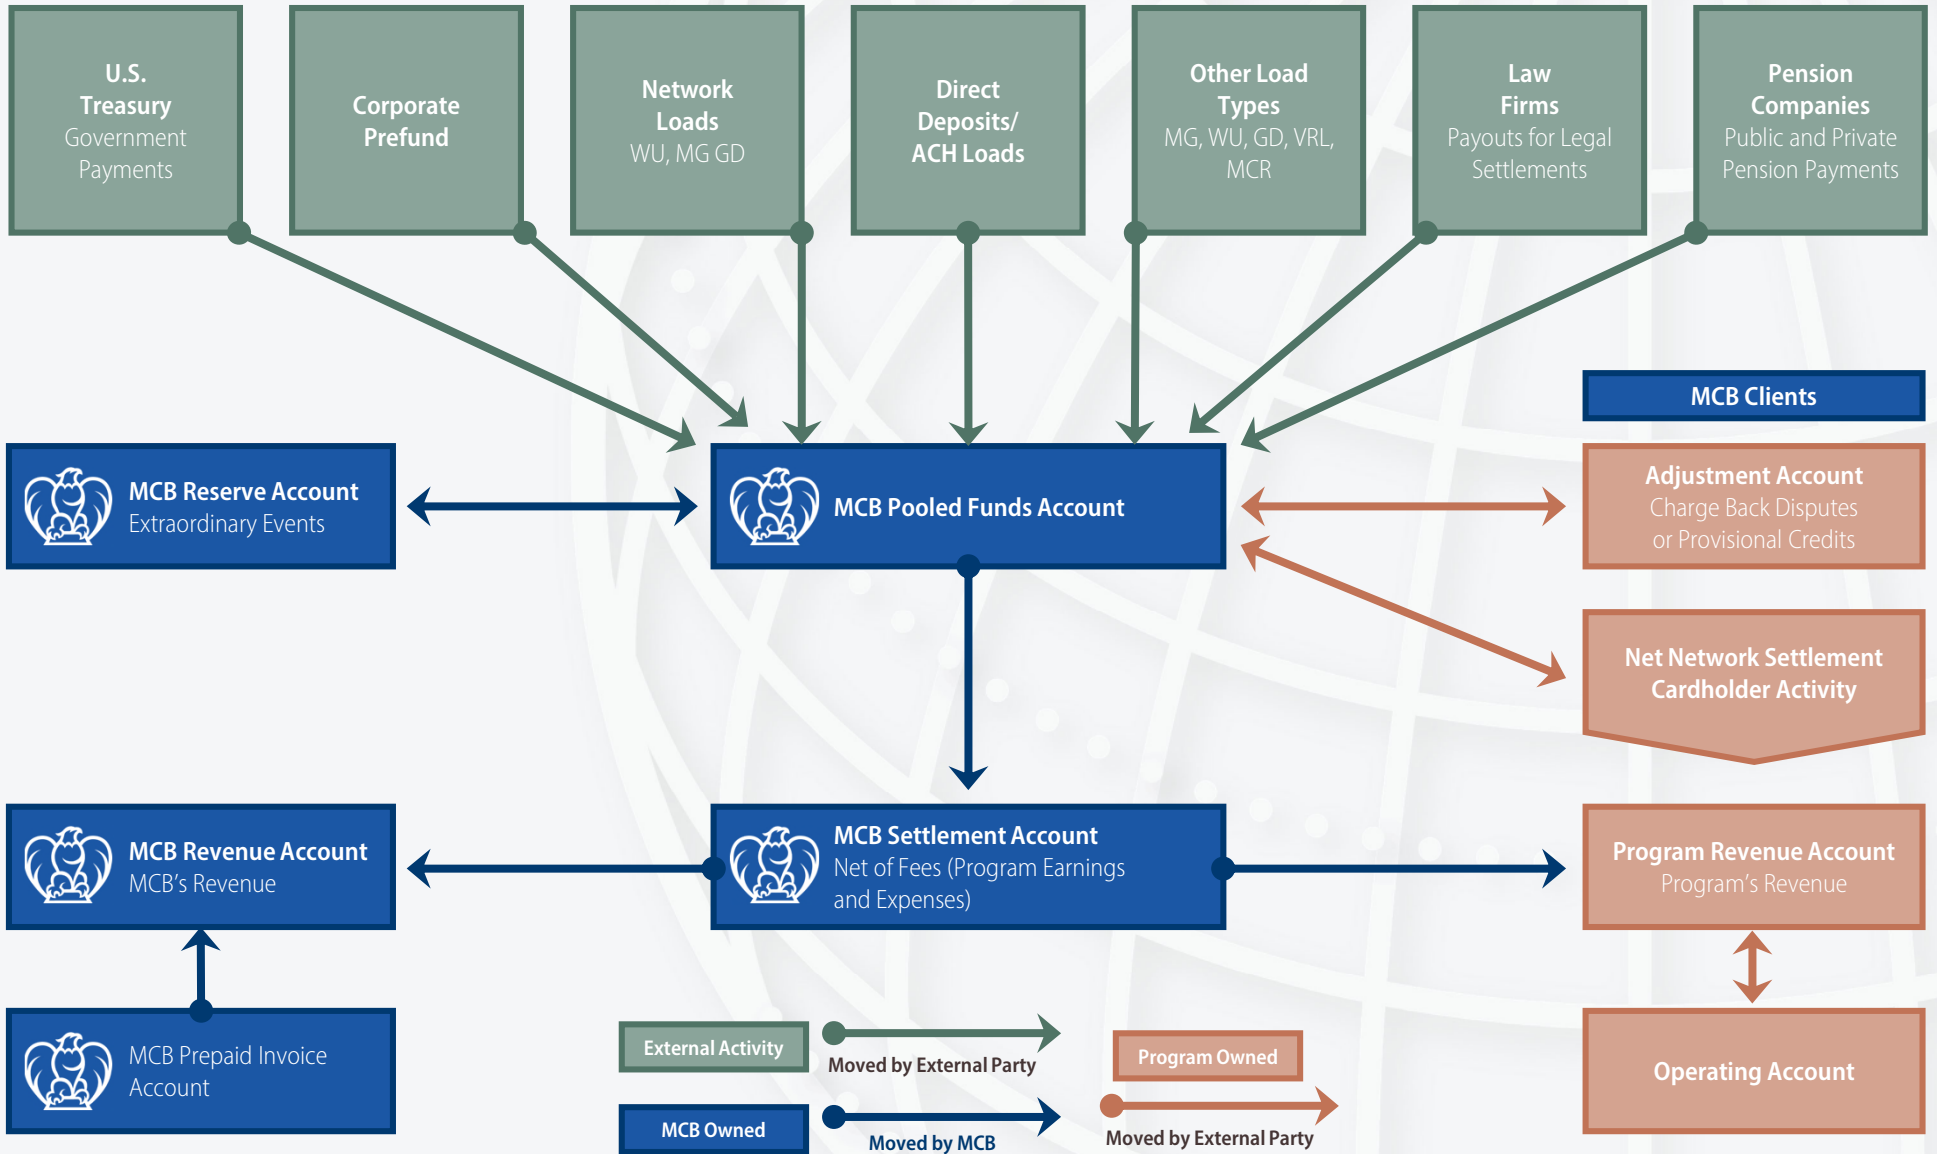 U.S.
Treasury
Government
Payments
Corporate
Prefund
Network
Loads
WU, MG GD
Direct
Deposits/
ACH Loads
Other Load
Types
MG, WU, GD, VRL,
MCR
Law
Firms
Payouts for Legal
Settlements
Pension
Companies
Public and Private
Pension Payments
MCB Clients
MCB Reserve Account
Extraordinary Events
MCB Pooled Funds Account
Adjustment Account
Charge Back Disputes
or Provisional Credits
Net Network Settlement
Cardholder Activity
MCB Revenue Account
MCB's Revenue
MCB Settlement Account
Net of Fees (Program Earnings
and Expenses)
Program Revenue Account
Program's Revenue
MCB Prepaid Invoice
Account
External Activity
Moved by External Party
Program Owned
Operating Account
MCB Owned
Moved by MCB
Moved by External Party